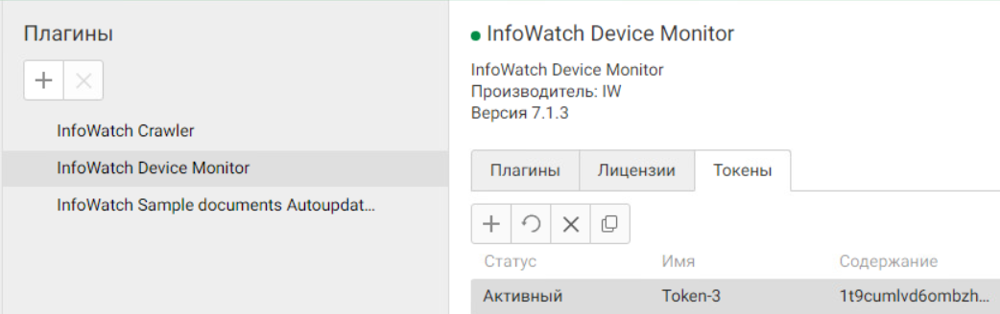 Плагины
InfoWatch Crawler
InfoWatch Device Monitor
InfoWatch Sample documents Autoupdat...
InfoWatch Device Monitor
InfoWatch Device Monitor
Производитель: IW
Версия 7.1.3
Плагины Лицензии Токены
Статус Имя Содержание
Активный Token-3 1t9cumlvd6ombzh...